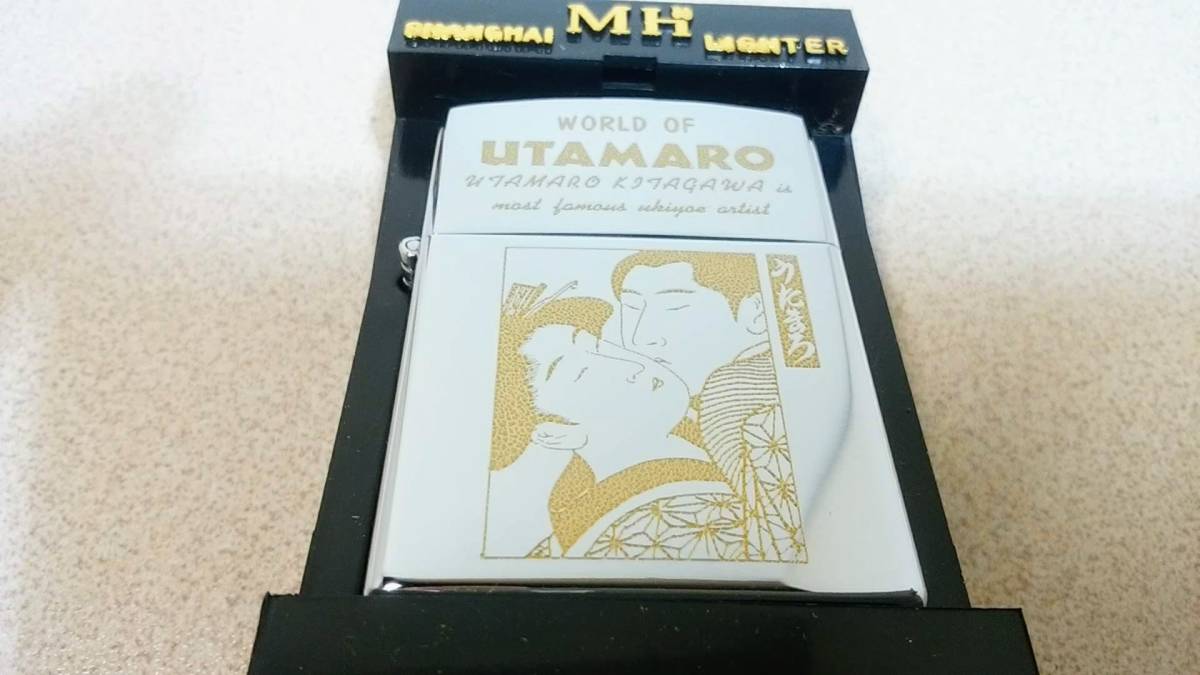 SHANGHAI MH LIGHTER
WORLD OF
UTAMARO
UTAMARO KITAGAWA is
most famous ukiyoe artist
うたまろ